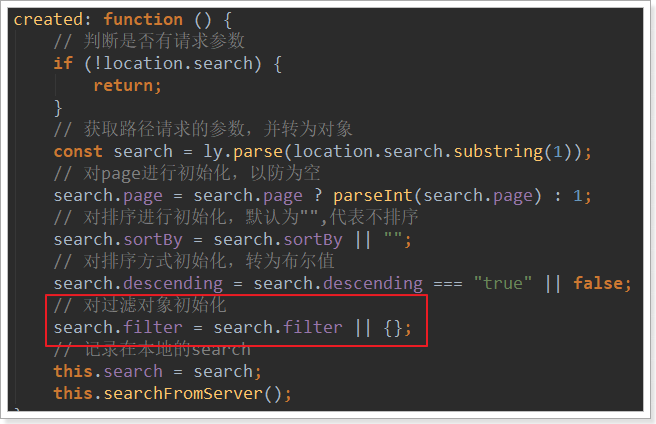 created: function () {
// 判断是否有请求参数
if (!location.search) {
return;
}
// 获取路径请求的参数，并转为对象
const search = ly.parse(location.search.substring(1));
// 对page进行初始化，以防为空
search.page = search.page ? parseInt(search.page) : 1;
// 对排序进行初始化，默认为"",代表不排序
search.sortBy = search.sortBy || "";
// 对排序方式初始化，转为布尔值
search.descending = search.descending === "true" || false;
// 对过滤对象初始化
search.filter = search.filter || {};
// 记录在本地的search
this.search = search;
this.searchFromServer();